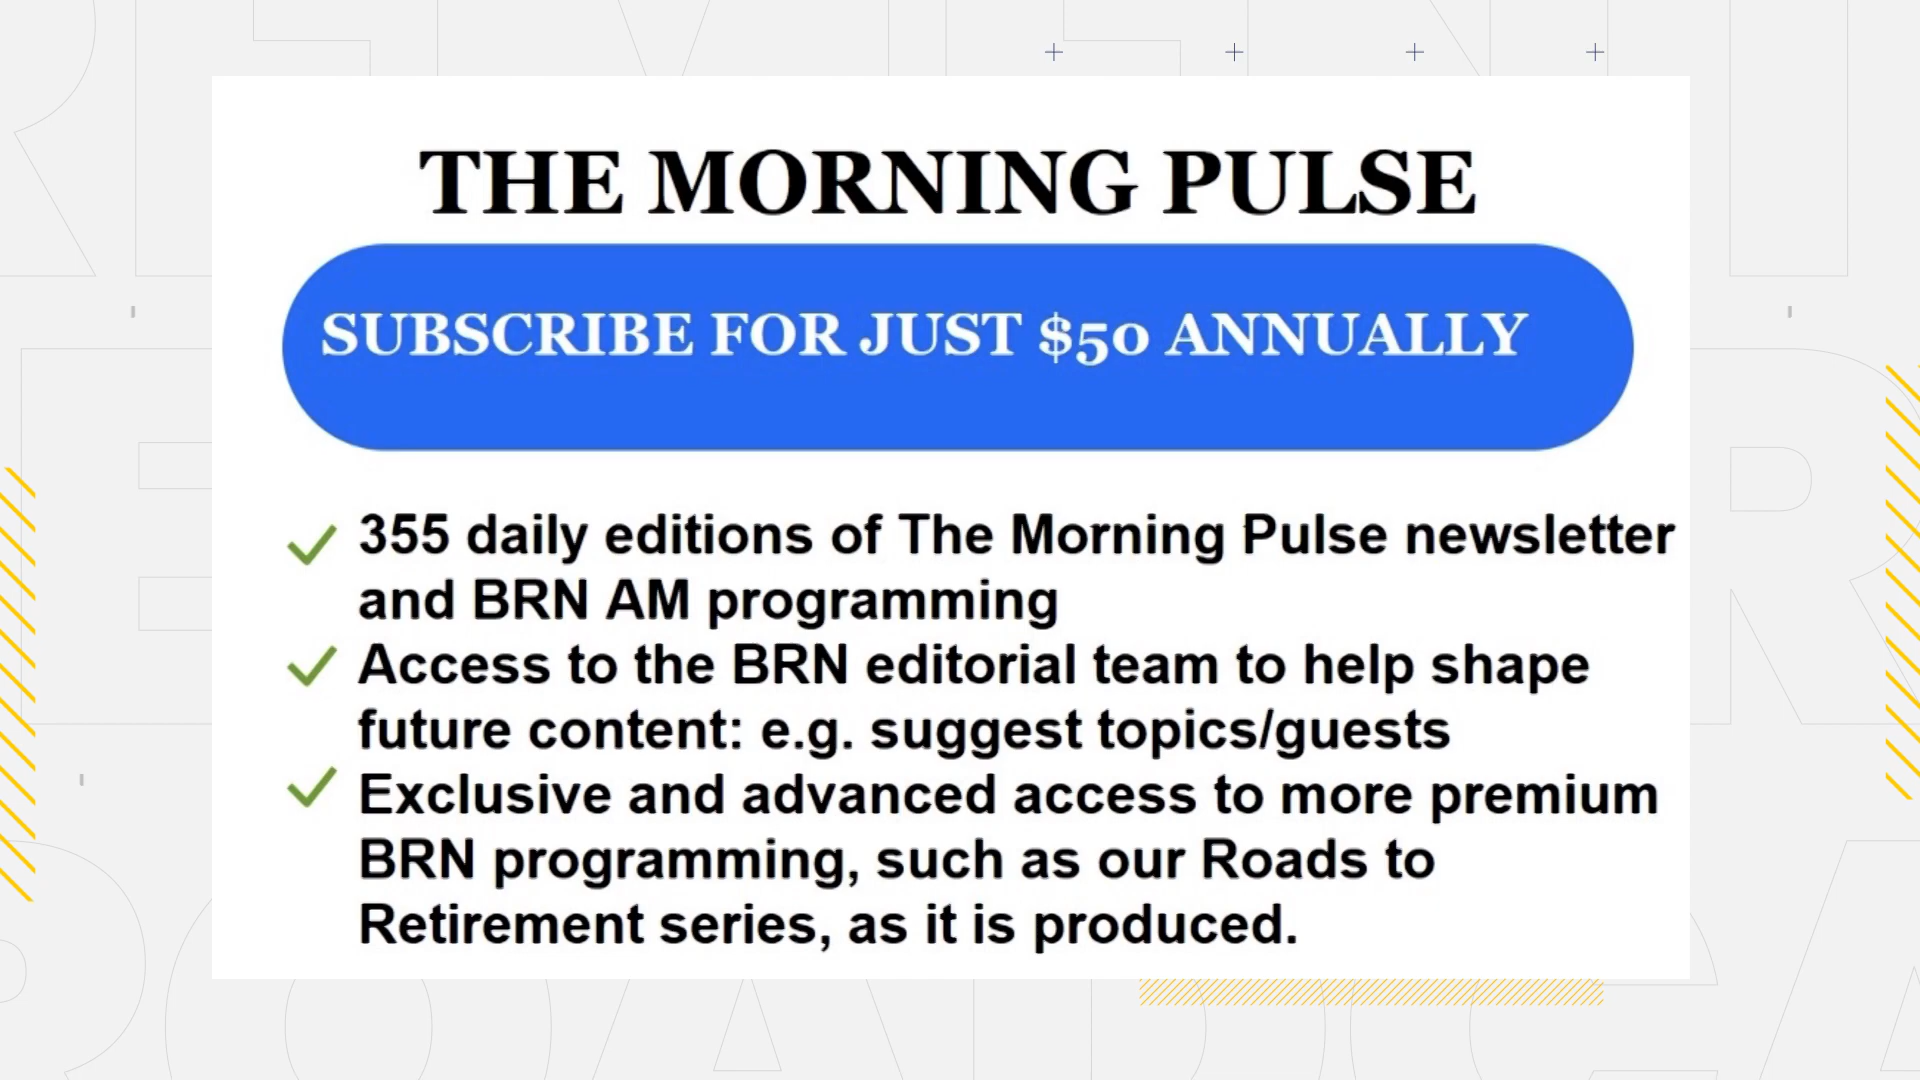 THE MORNING PULSE
SUBSCRIBE FOR JUST $50 ANNUALLY
355 daily editions of The Morning Pulse newsletter
and BRN AM programming
Access to the BRN editorial team to help shape
future content: e.g. suggest topics/guests
Exclusive and advanced access to more premium
BRN programming, such as our Roads to
Retirement series, as it is produced.